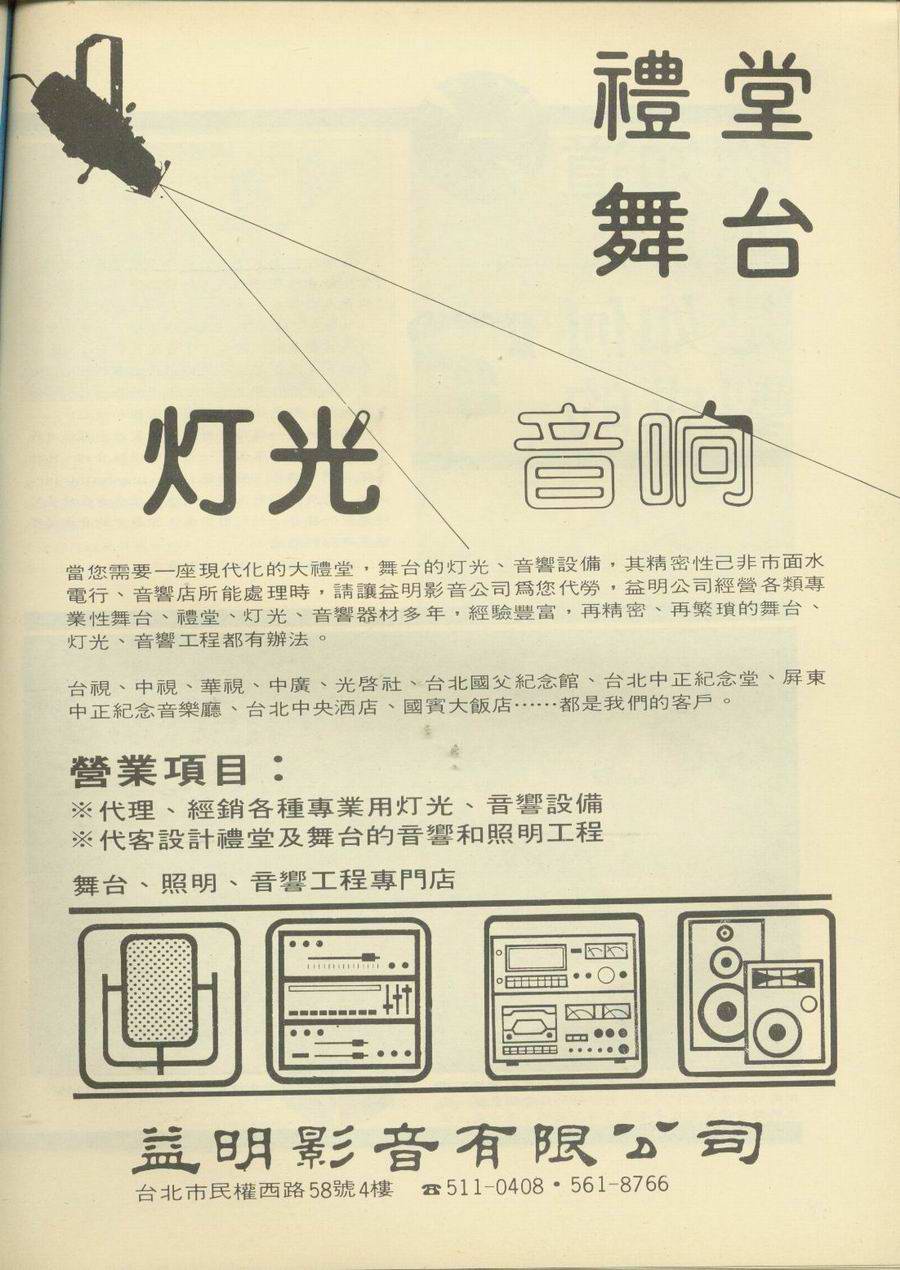 禮堂
舞台
灯光 音响
當您需要一座現代化的大禮堂，舞台的灯光、音響設備，其精密性己非市面水
電行、音響店所能處理時，請讓益明影音公司爲您代勞，益明公司經營各類專
業性舞台、禮堂、灯光、音響器材多年，經驗豐富，再精密、再繁瑣的舞台、
灯光、音響工程都有辦法。
台視、中視、華視、中廣、光啓社、台北國父紀念館、台北中正紀念堂、屏東
中正紀念音樂廳、台北中央酒店、國賓大飯店……都是我們的客戶。
營業項目：
※代理、經銷各種專業用灯光、音響設備
※代客設計禮堂及舞台的音響和照明工程
舞台、照明、音響工程專門店
益明影音有限公司
台北市民權西路58號4樓 ☎511-0408•561-8766